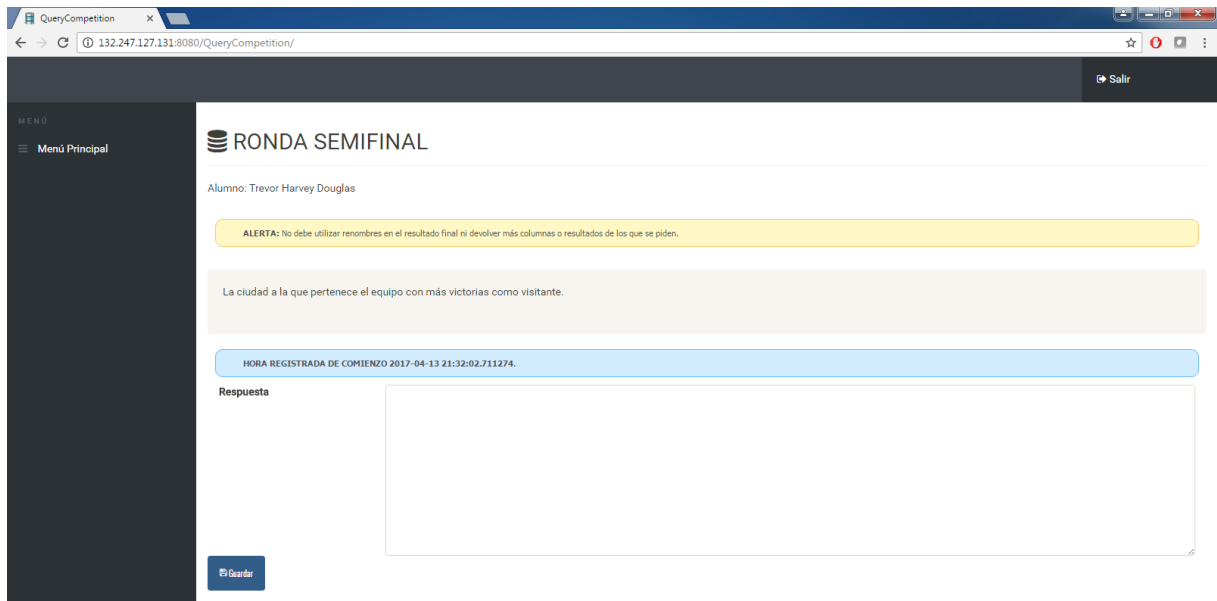 QueryCompetition
132.247.127.131:8080/QueryCompetition/
Salir
MENÚ
Menú Principal
RONDA SEMIFINAL
Alumno: Trevor Harvey Douglas
ALERTA: No debe utilizar renombres en el resultado final ni devolver más columnas o resultados de los que se piden.
La ciudad a la que pertenece el equipo con más victorias como visitante.
HORA REGISTRADA DE COMIENZO 2017-04-13 21:32:02.711274.
Respuesta
Guardar